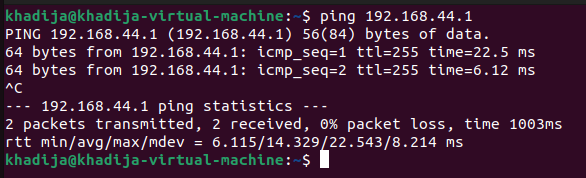 khadija@khadija-virtual-machine:~$ ping 192.168.44.1
PING 192.168.44.1 (192.168.44.1) 56(84) bytes of data.
64 bytes from 192.168.44.1: icmp_seq=1 ttl=255 time=22.5 ms
64 bytes from 192.168.44.1: icmp_seq=2 ttl=255 time=6.12 ms
^C
--- 192.168.44.1 ping statistics ---
2 packets transmitted, 2 received, 0% packet loss, time 1003ms
rtt min/avg/max/mdev = 6.115/14.329/22.543/8.214 ms
khadija@khadija-virtual-machine:~$